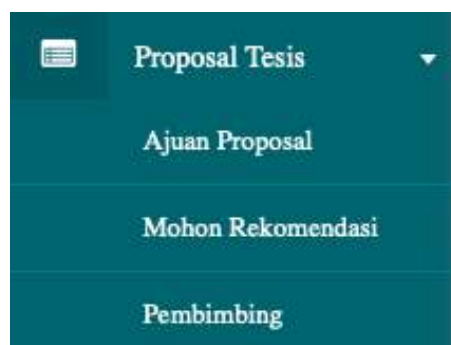 Proposal Tesis
Ajuan Proposal
Mohon Rekomendasi
Pembimbing